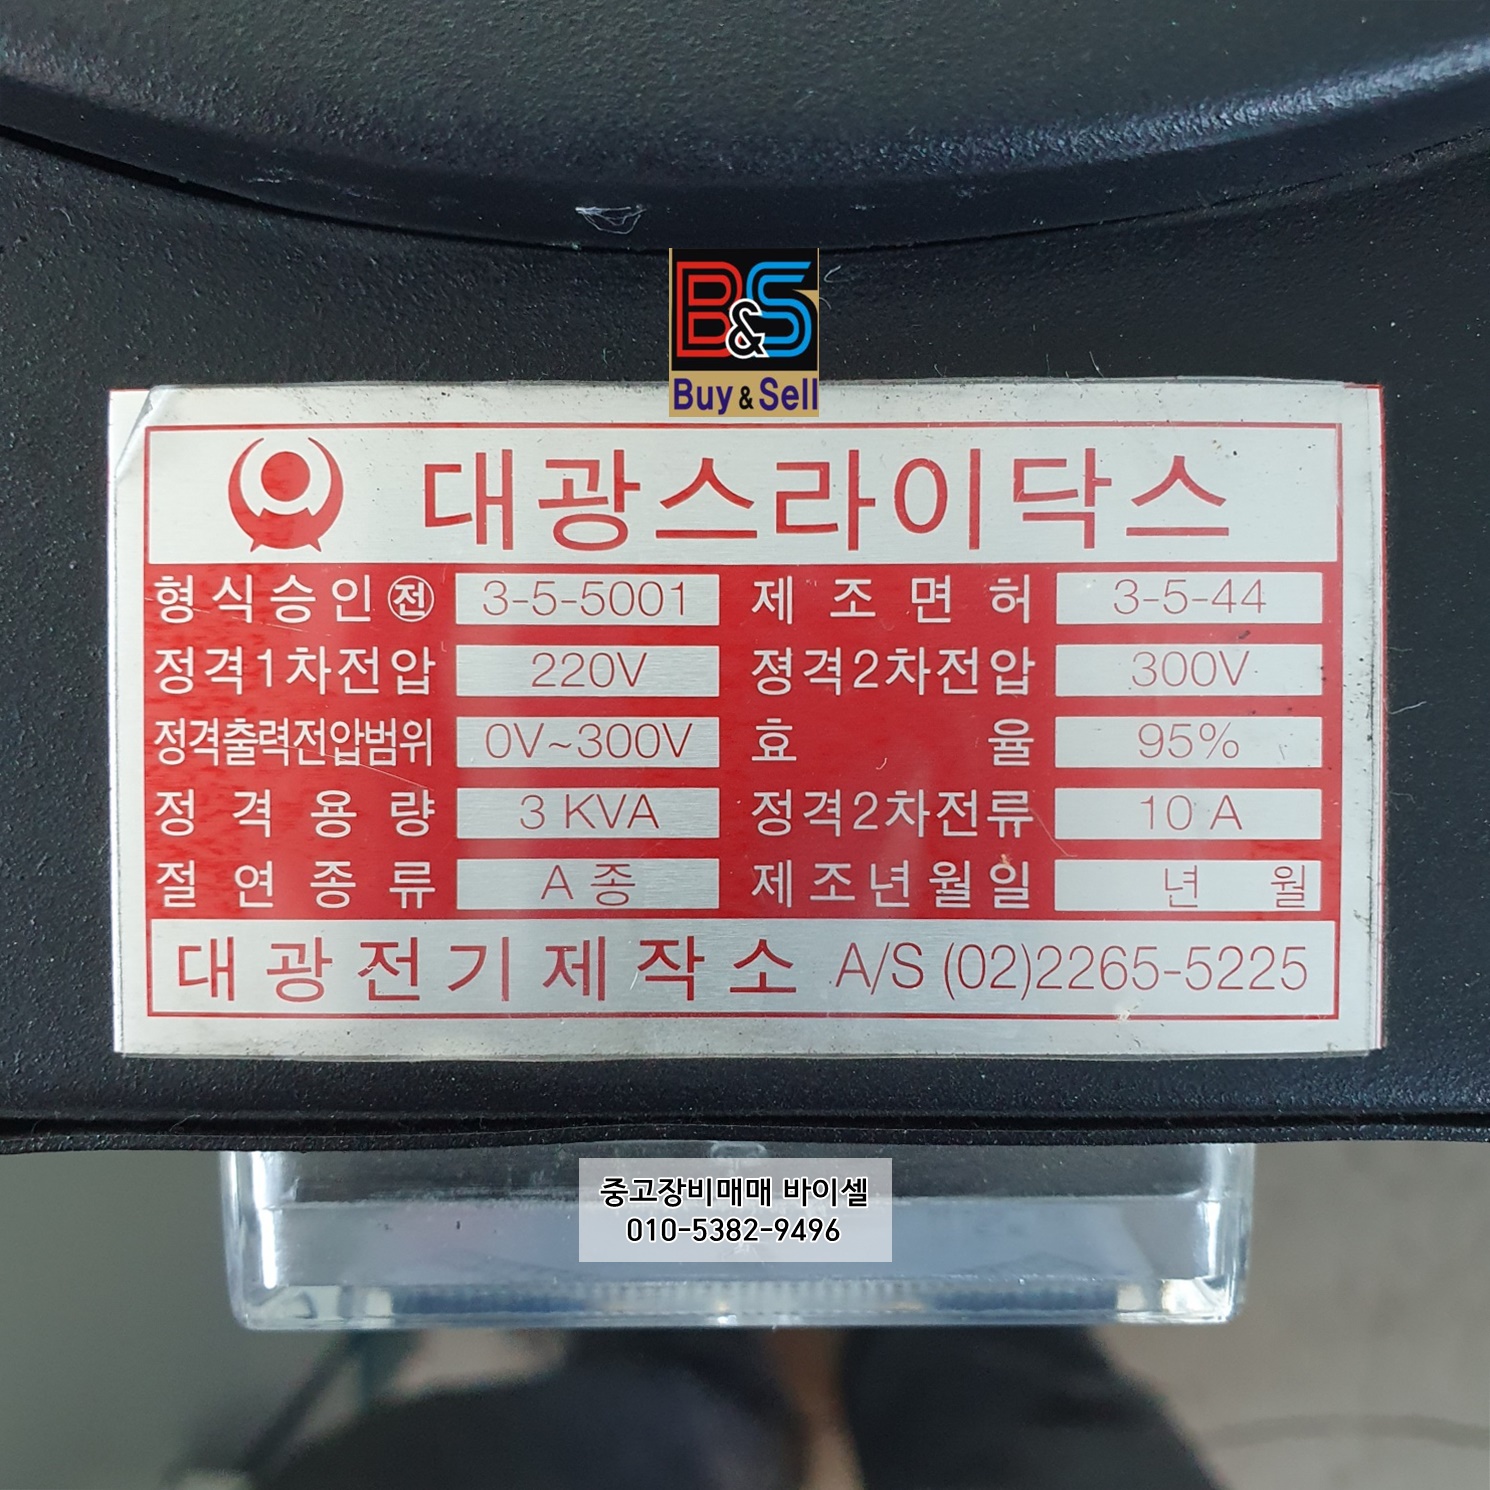 B&S
Buy & Sell
대광스라이닥스
형식승인 ㉠전 3-5-5001 제조면허 3-5-44
정격1차전압 220V 정격2차전압 300V
정격출력전압범위 0V~300V 효율 95%
정격용량 3 KVA 정격2차전류 10 A
절연종류 A 종 제조년월일 년 월
대광전기제작소 A/S (02)2265-5225
중고장비매매 바이셀
010-5382-9496